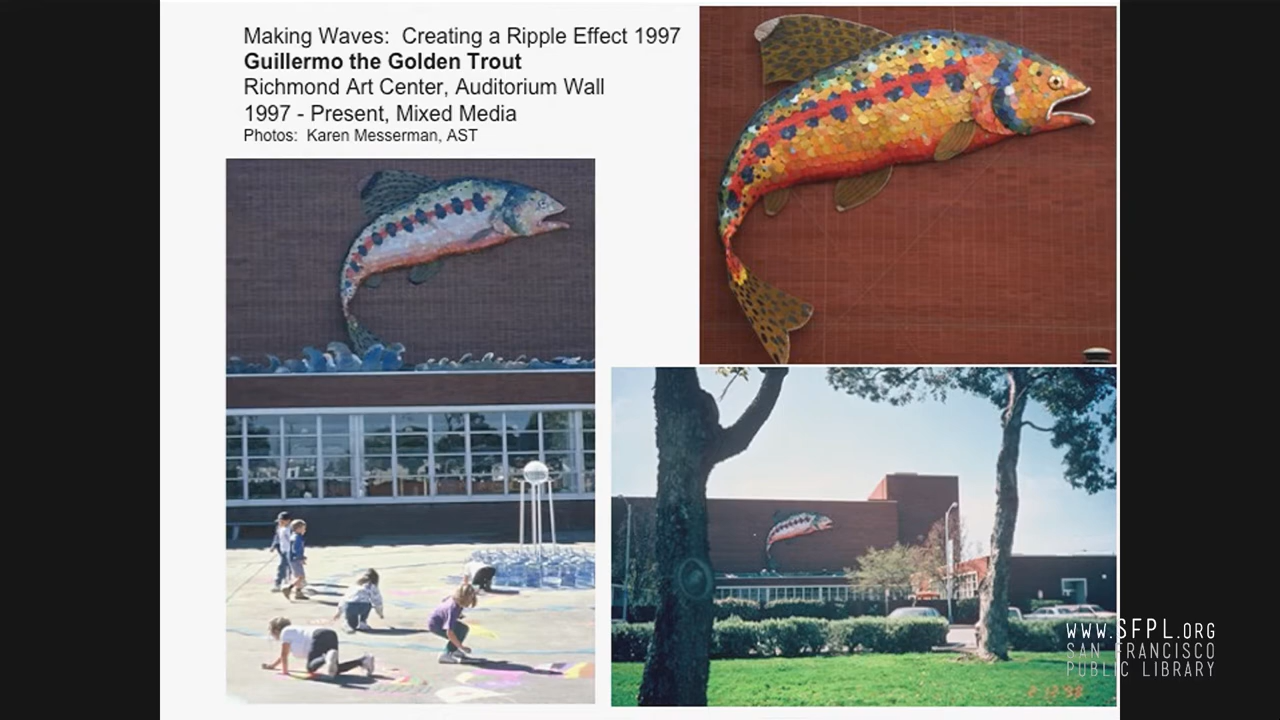 Making Waves: Creating a Ripple Effect 1997
Guillermo the Golden Trout
Richmond Art Center, Auditorium Wall
1997 - Present, Mixed Media
Photos: Karen Messerman, AST
WWW.SFPL.ORG
SAN FRANCISCO
PUBLIC LIBRARY